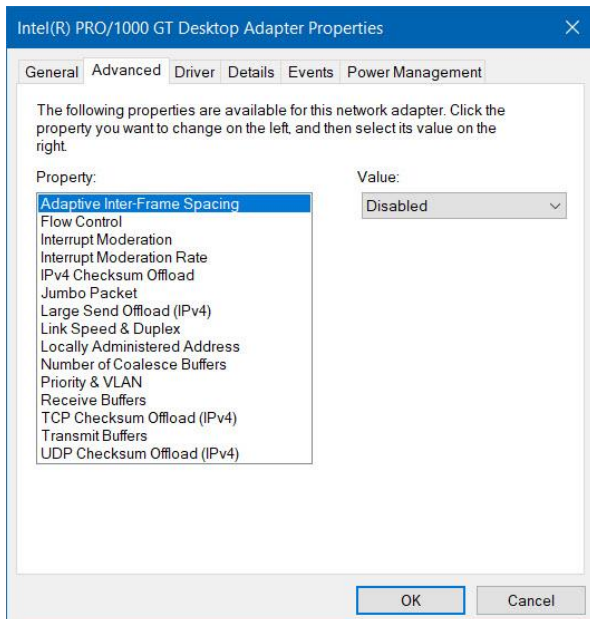 Intel(R) PRO/1000 GT Desktop Adapter Properties
General Advanced Driver Details Events Power Management
The following properties are available for this network adapter. Click the
property you want to change on the left, and then select its value on the
right.
Property:
Value:
Adaptive Inter-Frame Spacing
Disabled
Flow Control
Interrupt Moderation
Interrupt Moderation Rate
IPv4 Checksum Offload
Jumbo Packet
Large Send Offload (IPv4)
Link Speed & Duplex
Locally Administered Address
Number of Coalesce Buffers
Priority & VLAN
Receive Buffers
TCP Checksum Offload (IPv4)
Transmit Buffers
UDP Checksum Offload (IPv4)
OK
Cancel